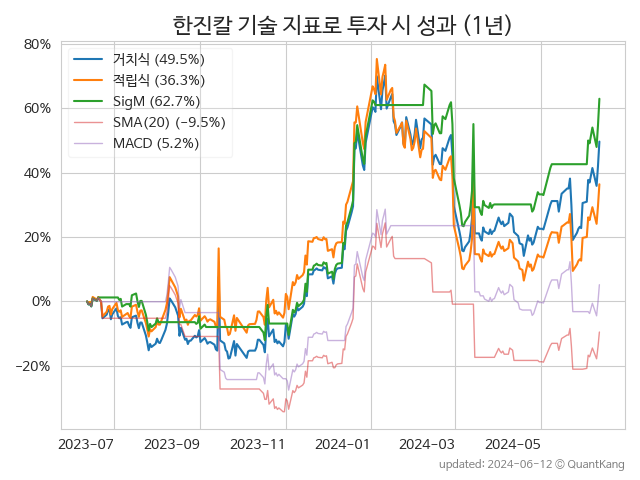 한진칼 기술 지표로 투자 시 성과 (1년)
80%
60%
40%
20%
0%
−20%
거치식 (49.5%)
적립식 (36.3%)
SigM (62.7%)
SMA(20) (−9.5%)
MACD (5.2%)
2023-07
2023-09
2023-11
2024-01
2024-03
2024-05
updated: 2024-06-12 © QuantKang